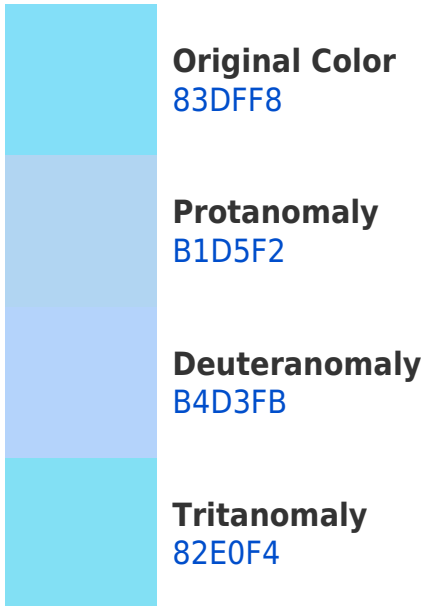 Original Color
83DFF8
Protanomaly
B1D5F2
Deuteranomaly
B4D3FB
Tritanomaly
82E0F4